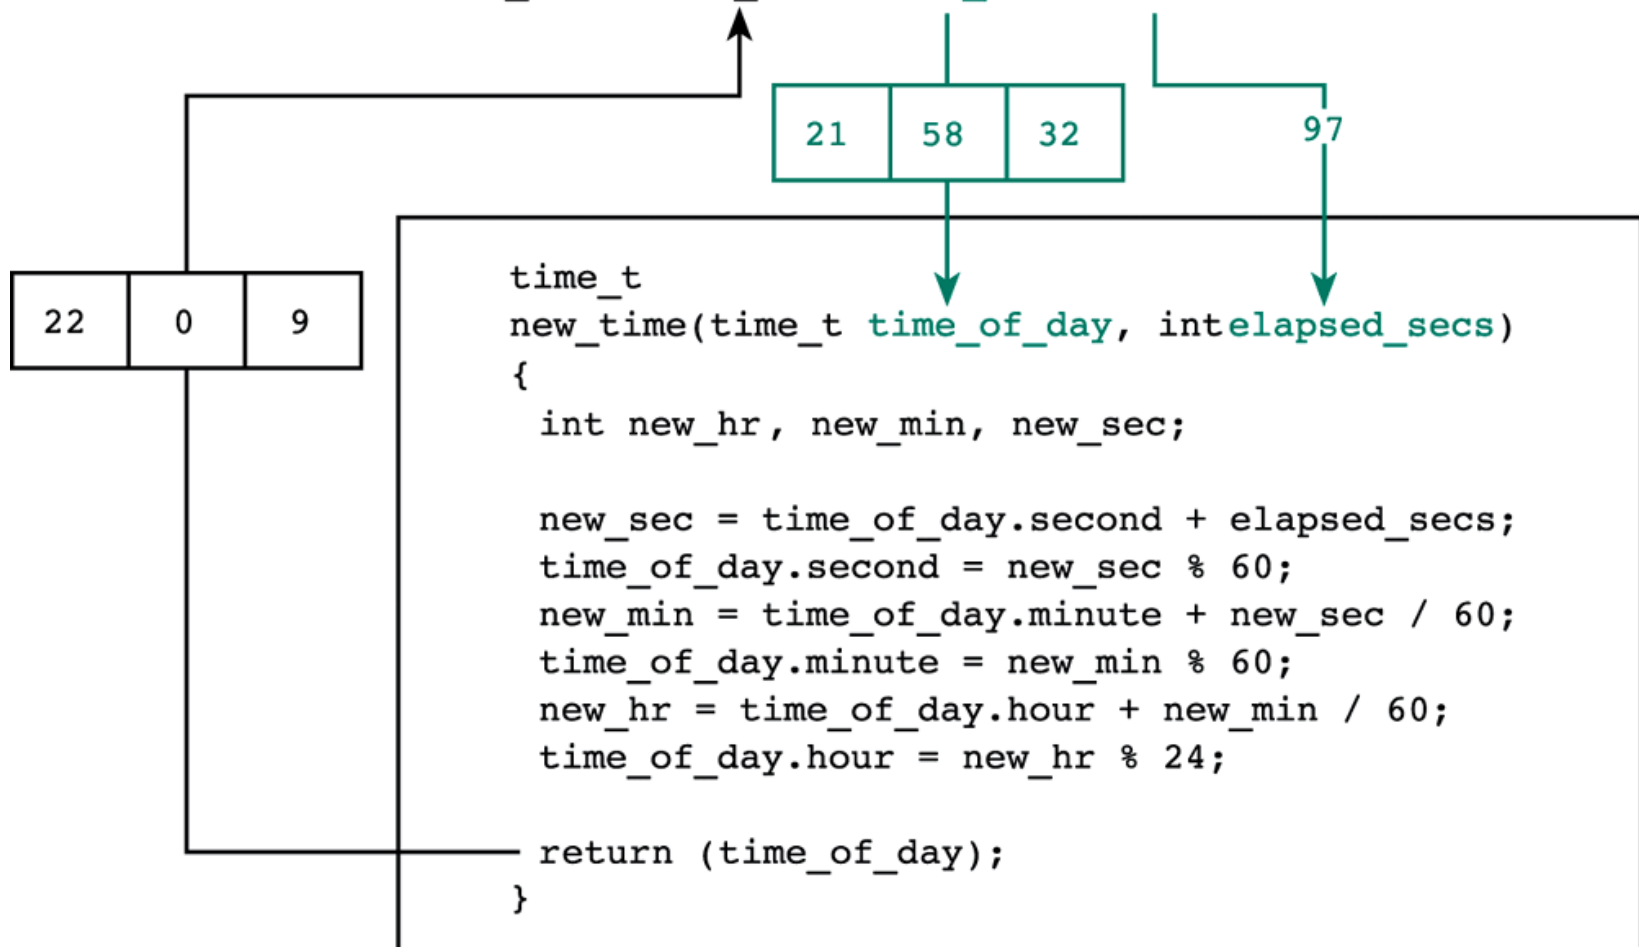 21 58 32
97
22 0 9
time_t
new_time(time_t time_of_day, int elapsed_secs)
{
int new_hr, new_min, new_sec;
new_sec = time_of_day.second + elapsed_secs;
time_of_day.second = new_sec % 60;
new_min = time_of_day.minute + new_sec / 60;
time_of_day.minute = new_min % 60;
new_hr = time_of_day.hour + new_min / 60;
time_of_day.hour = new_hr % 24;
return (time_of_day);
}